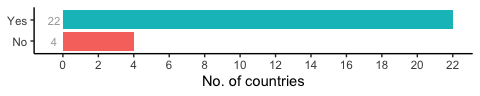 Yes 22
No 4
0 2 4 6 8 10 12 14 16 18 20 22
No. of countries